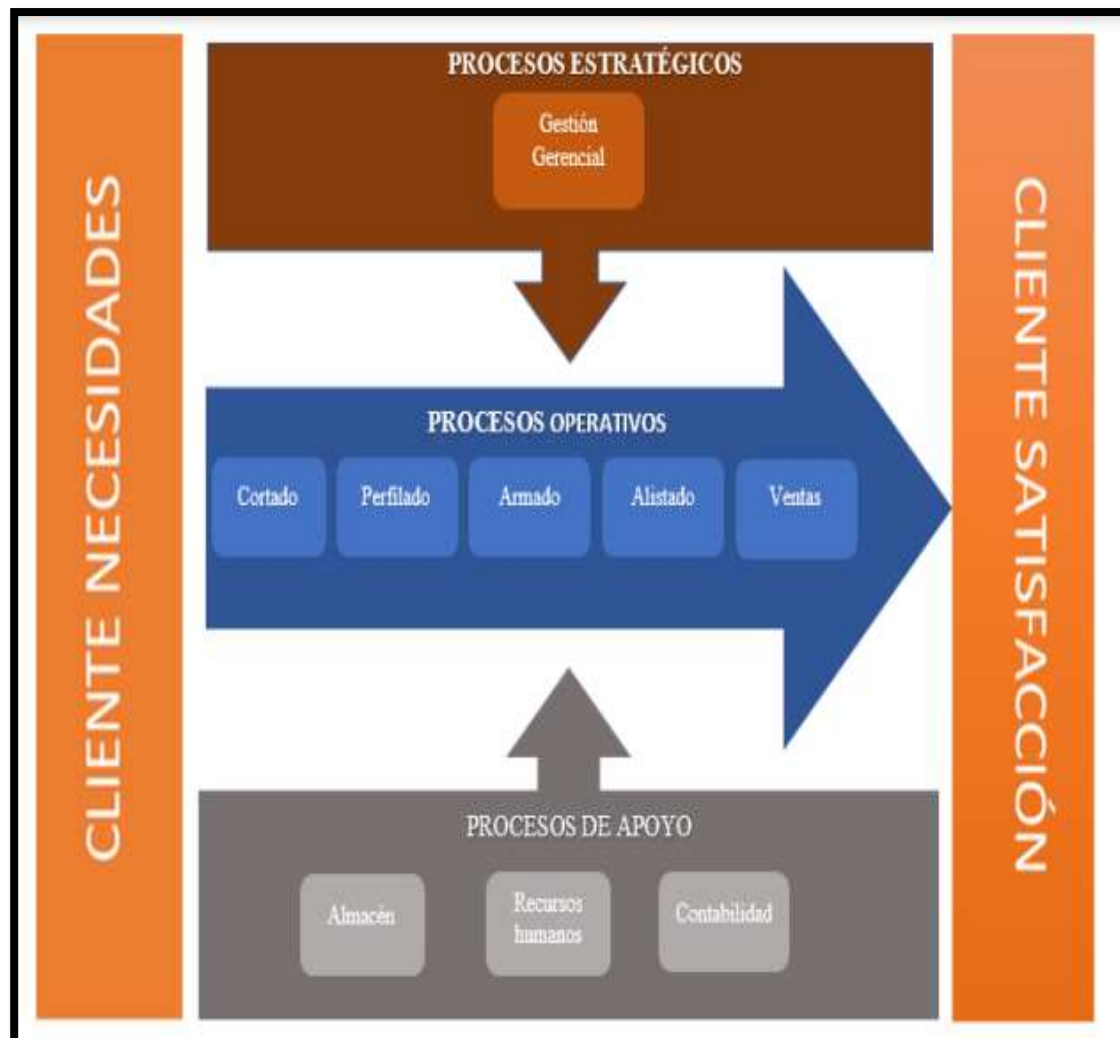 CLIENTE NECESIDADES
PROCESOS ESTRATÉGICOS
Gestión
Gerencial
PROCESOS OPERATIVOS
Cortado
Perfilado
Armado
Alistado
Ventas
PROCESOS DE APOYO
Almacén
Recursos
humanos
Contabilidad
CLIENTE SATISFACCIÓN